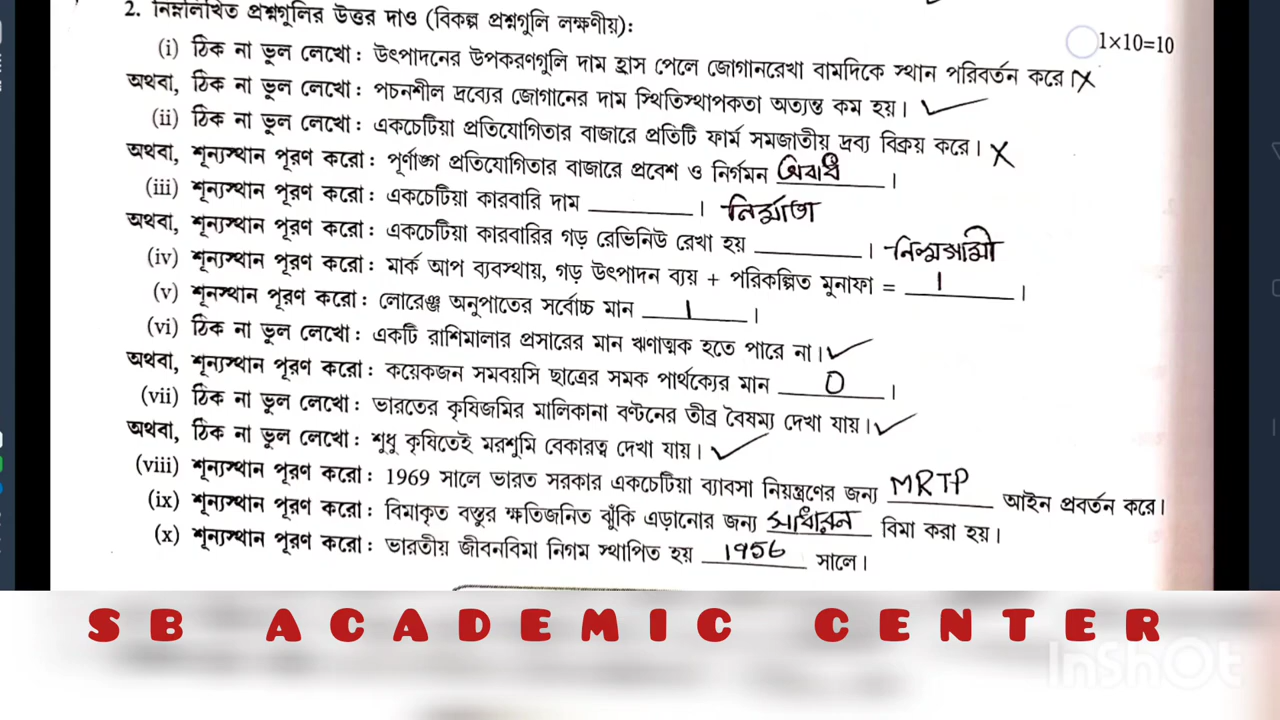 2. নিম্নলিখিত প্রশ্নগুলির উত্তর দাও (বিকল্প প্রশ্নগুলি লক্ষণীয়):
1×10=10
(i) ঠিক না ভুল লেখো: উৎপাদনের উপকরণগুলি দাম হ্রাস পেলে জোগানরেখা বামদিকে স্থান পরিবর্তন করে। ×
অথবা, ঠিক না ভুল লেখো: পচনশীল দ্রব্যের জোগানের দাম স্থিতিস্থাপকতা অত্যন্ত কম হয়। ✓
(ii) ঠিক না ভুল লেখো: একচেটিয়া প্রতিযোগিতার বাজারে প্রতিটি ফার্ম সমজাতীয় দ্রব্য বিক্রয় করে। ×
অথবা, শূন্যস্থান পূরণ করো: পূর্ণাঙ্গ প্রতিযোগিতার বাজারে প্রবেশ ও নির্গমন অবাধ।
(iii) শূন্যস্থান পূরণ করো: একচেটিয়া কারবারি দাম ________। নির্মাতা
অথবা, শূন্যস্থান পূরণ করো: একচেটিয়া কারবারির গড় রেভিনিউ রেখা হয় ________। নিম্নগামী
(iv) শূন্যস্থান পূরণ করো: মার্ক আপ ব্যবস্থায়, গড় উৎপাদন ব্যয় + পরিকল্পিত মুনাফা = 1।
(v) শূনস্থান পূরণ করো: লোরেঞ্জ অনুপাতের সর্বোচ্চ মান 1।
(vi) ঠিক না ভুল লেখো: একটি রাশিমালার প্রসারের মান ঋণাত্মক হতে পারে না। ✓
অথবা, শূন্যস্থান পূরণ করো: কয়েকজন সমবয়সি ছাত্রের সমক পার্থক্যের মান 0।
(vii) ঠিক না ভুল লেখো: ভারতের কৃষিজমির মালিকানা বণ্টনের তীব্র বৈষম্য দেখা যায়। ✓
অথবা, ঠিক না ভুল লেখো: শুধু কৃষিতেই মরশুমি বেকারত্ব দেখা যায়। ✓
(viii) শূন্যস্থান পূরণ করো: 1969 সালে ভারত সরকার একচেটিয়া ব্যাবসা নিয়ন্ত্রণের জন্য MRTP আইন প্রবর্তন করে।
(ix) শূন্যস্থান পূরণ করো: বিমাকৃত বস্তুর ক্ষতিজনিত ঝুঁকি এড়ানোর জন্য সাধারন বিমা করা হয়।
(x) শূন্যস্থান পূরণ করো: ভারতীয় জীবনবিমা নিগম স্থাপিত হয় 1956 সালে।
SB ACADEMIC CENTER
InShOt